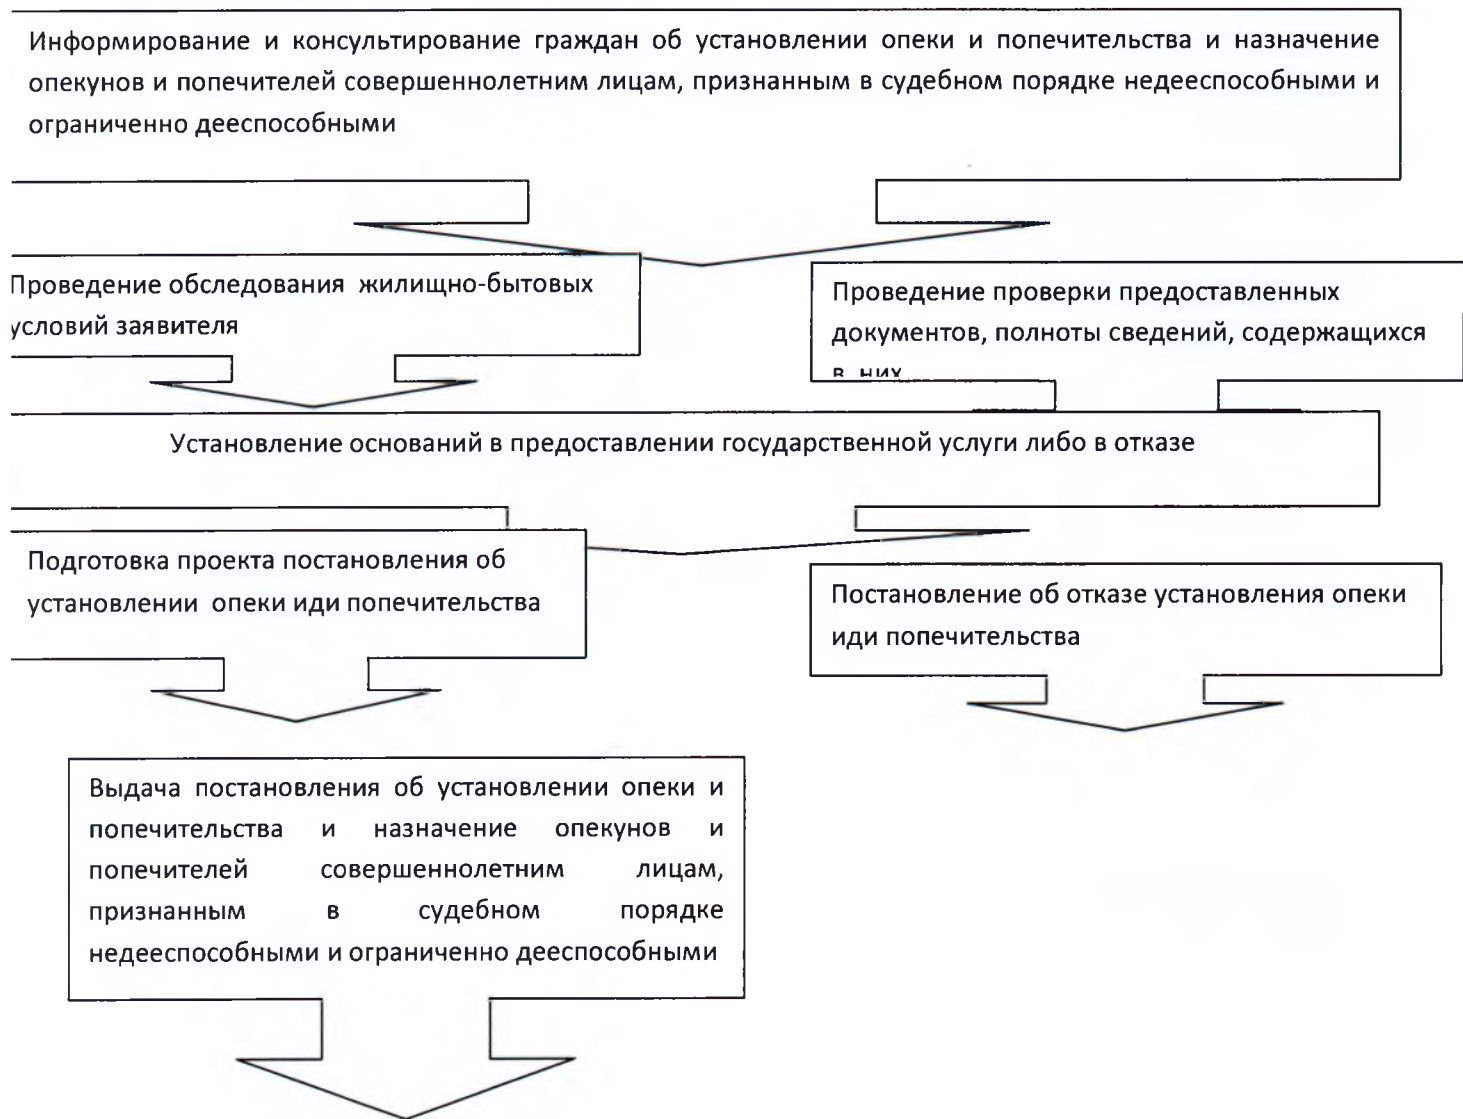 Информирование и консультирование граждан об установлении опеки и попечительства и назначение
опекунов и попечителей совершеннолетним лицам, признанным в судебном порядке недееспособными и
ограниченно дееспособными
Проведение обследования жилищно-бытовых
условий заявителя
Проведение проверки предоставленных
документов, полноты сведений, содержащихся
в них
Установление оснований в предоставлении государственной услуги либо в отказе
Подготовка проекта постановления об
установлении опеки иди попечительства
Постановление об отказе установления опеки
иди попечительства
Выдача постановления об установлении опеки и
попечительства и назначение опекунов и
попечителей совершеннолетним лицам,
признанным в судебном порядке
недееспособными и ограниченно дееспособными